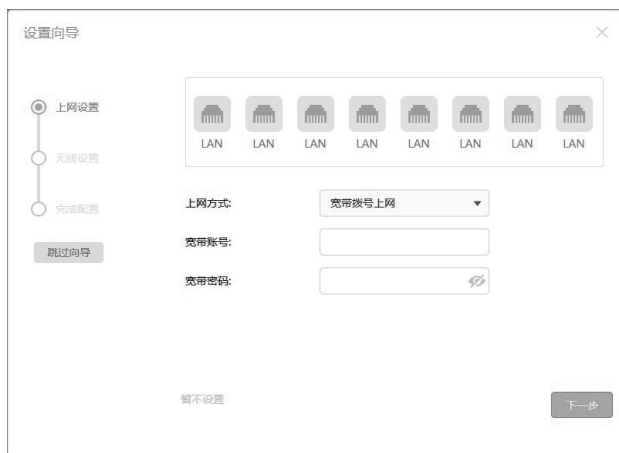 设置向导
上网设置
LAN LAN LAN LAN LAN LAN LAN LAN
无线设置
上网方式: 宽带拨号上网
完成配置
宽带账号:
跳过向导
宽带密码:
暂不设置
下一步